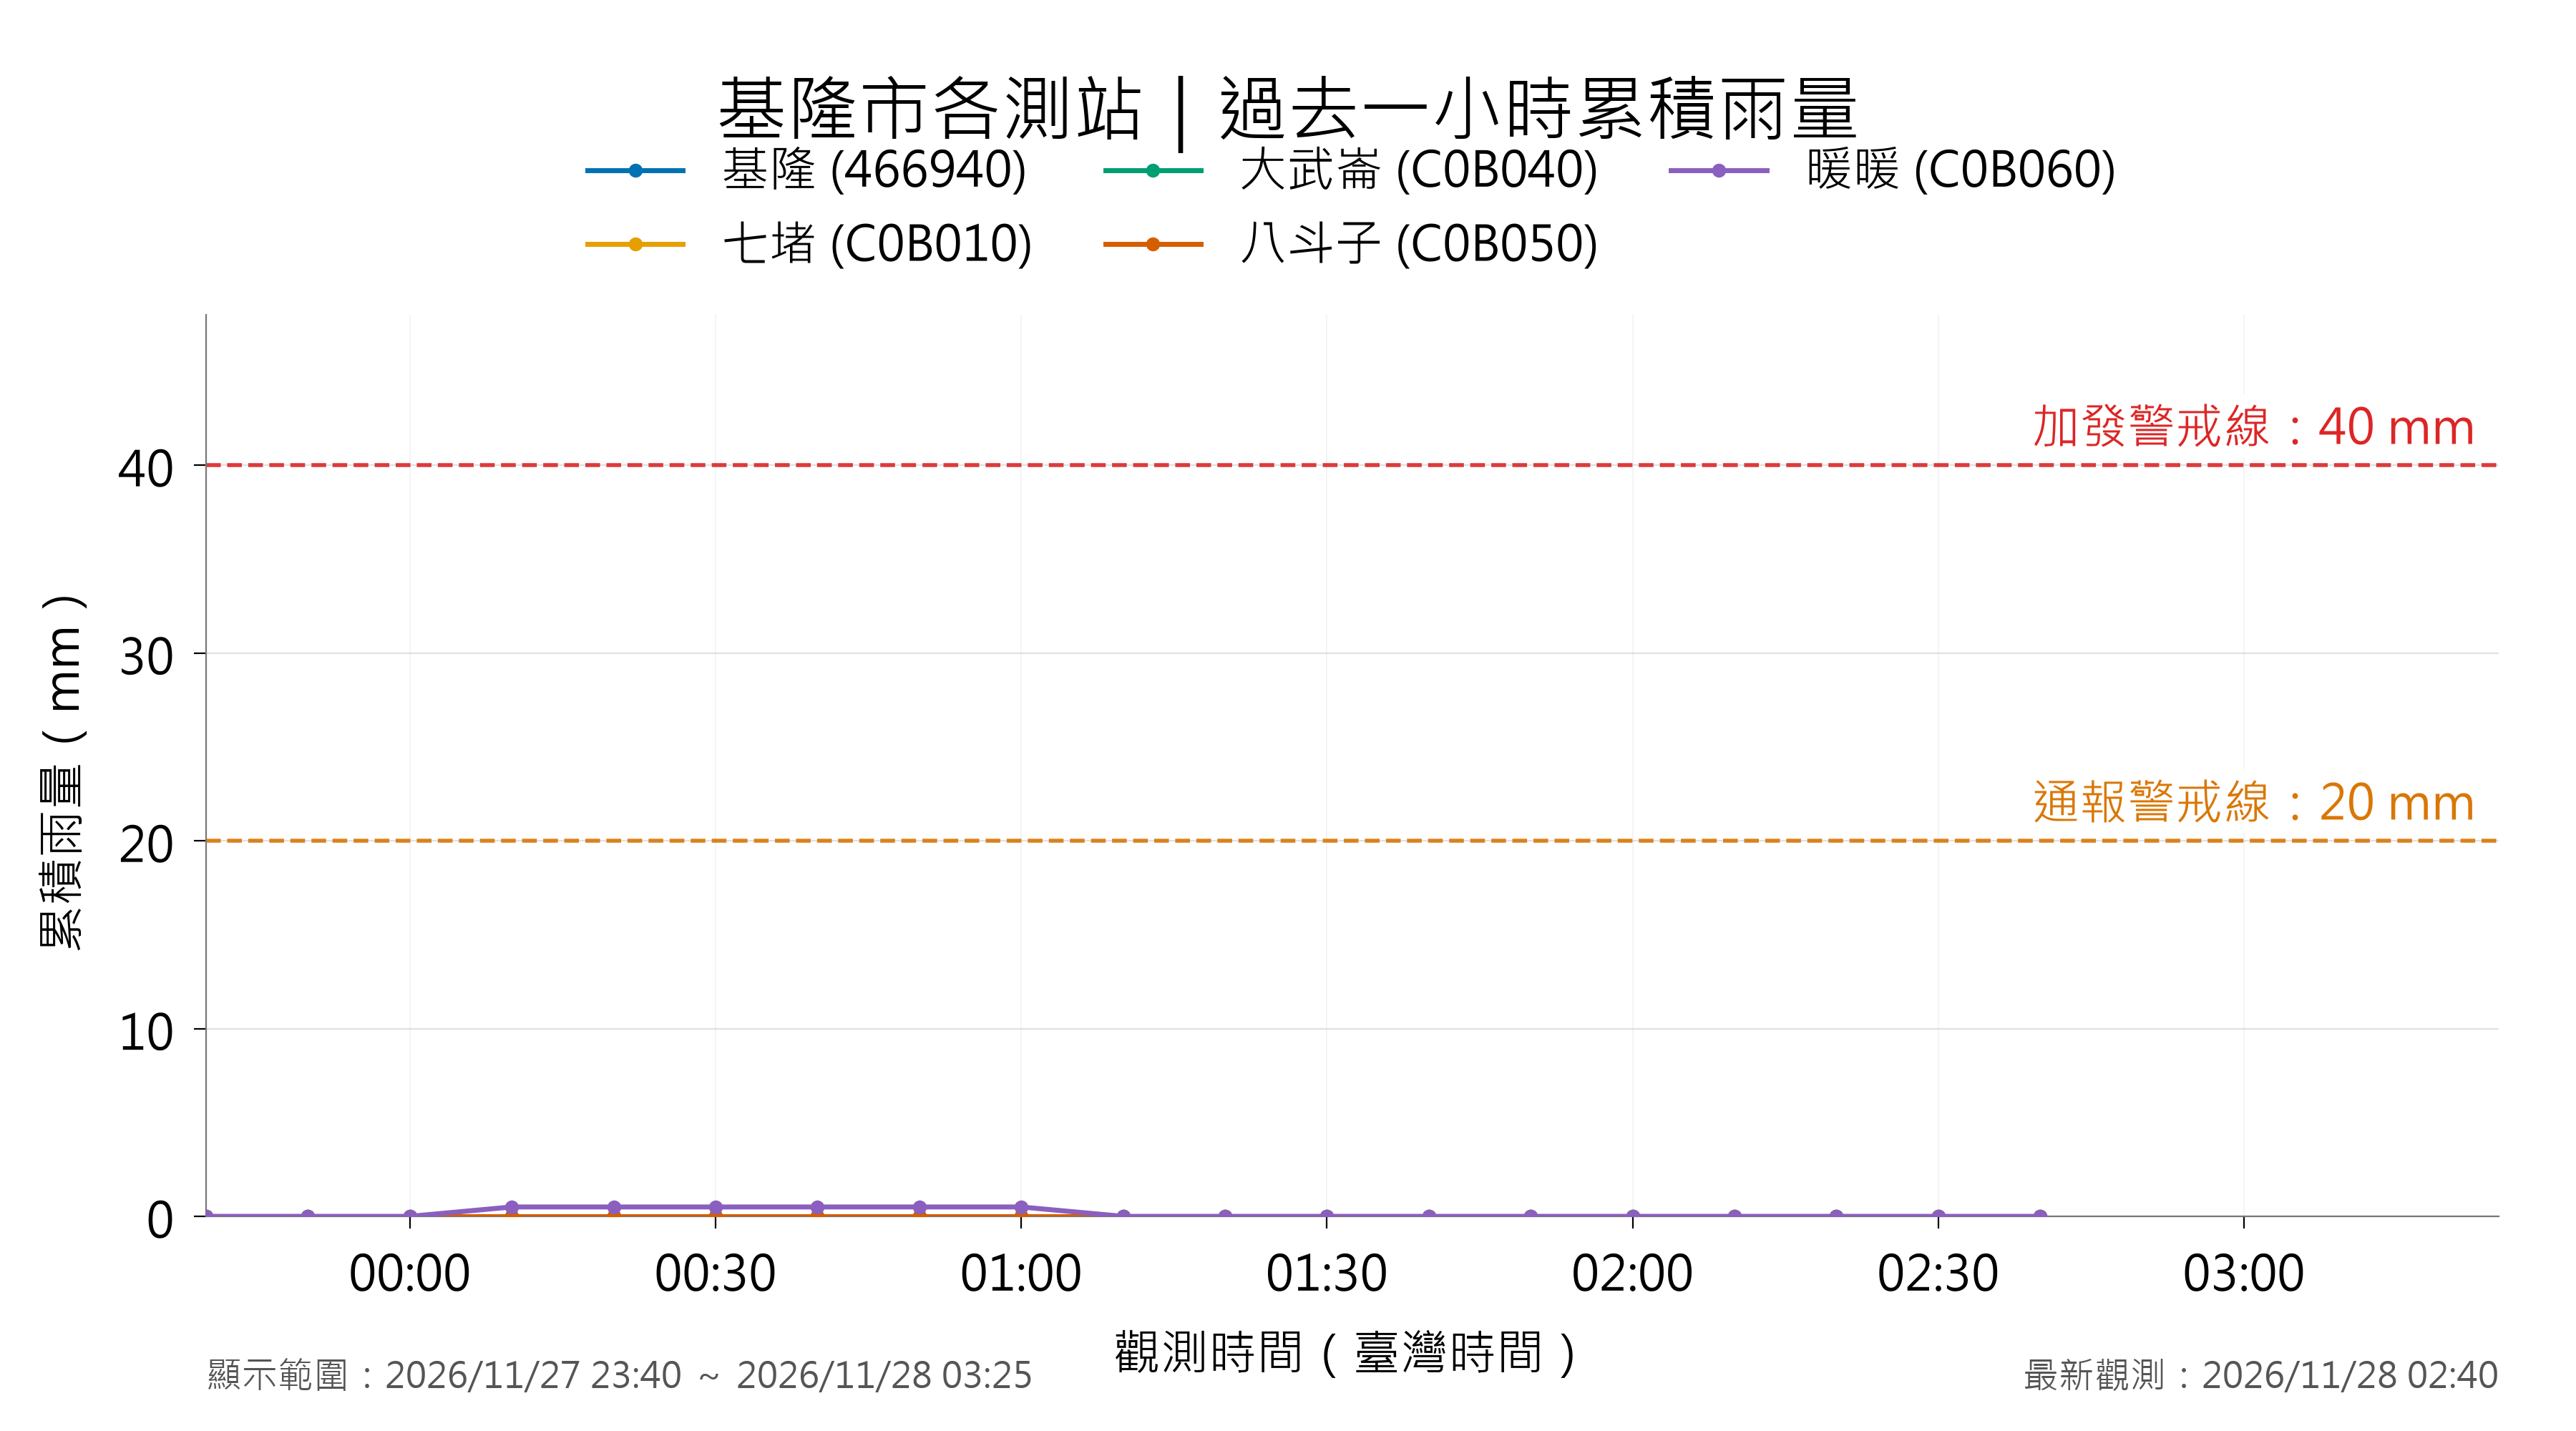 基隆市各測站｜過去一小時累積雨量
基隆 (466940)
大武崙 (C0B040)
暖暖 (C0B060)
七堵 (C0B010)
八斗子 (C0B050)
累積雨量（mm）
加發警戒線：40 mm
通報警戒線：20 mm
40
30
20
10
0
00:00
00:30
01:00
01:30
02:00
02:30
03:00
觀測時間（臺灣時間）
顯示範圍：2026/11/27 23:40 ~ 2026/11/28 03:25
最新觀測：2026/11/28 02:40